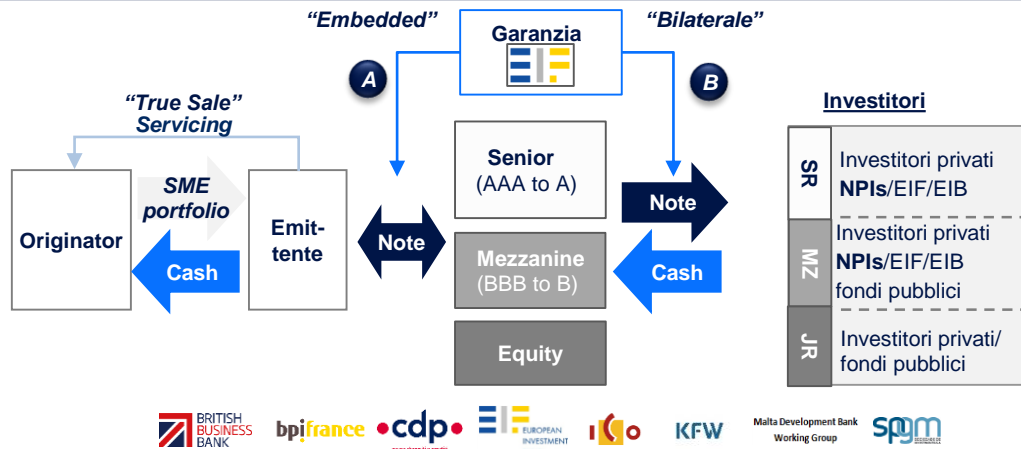 “Embedded”
Garanzia
“Bilaterale”
A
B
“True Sale”
Servicing
Investitori
Originator
SME
portfolio
Cash
Emit-
tente
Note
Senior
(AAA to A)
Mezzanine
(BBB to B)
Equity
Note
Cash
SR
Investitori privati
NPIs/EIF/EIB
MZ
Investitori privati
NPIs/EIF/EIB
fondi pubblici
JR
Investitori privati/
fondi pubblici
BRITISH
BUSINESS
BANK
bpifrance
cdp
EUROPEAN
INVESTMENT
ICO
KFW
Malta Development Bank
Working Group
spgm